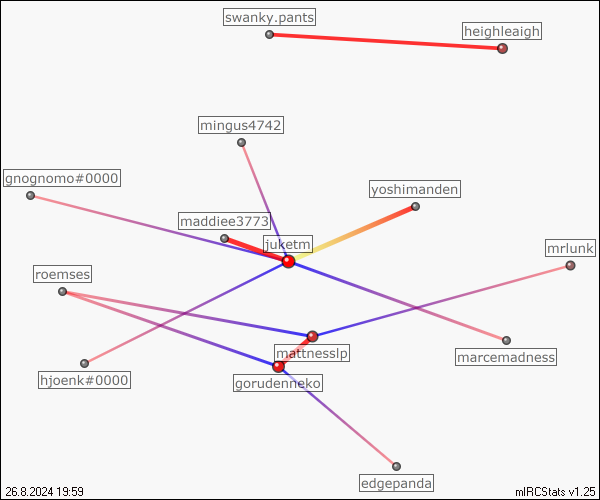 swanky.pants
heighleaigh
mingus4742
gnognomo#0000
yoshimanden
maddiee3773
juketm
mrlunk
roemses
mattnesslp
marcemadness
hjoenk#0000
gorudenneko
edgepanda
26.8.2024 19:59
mIRCStats v1.25